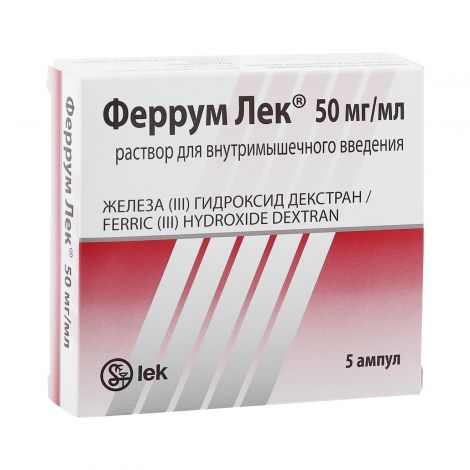 Феррум Лек® 50 мг/мл
раствор для внутримышечного введения
ЖЕЛЕЗА (III) ГИДРОКСИД ДЕКСТРАН /
FERRIC (III) HYDROXIDE DEXTRAN
lek
5 ампул
Феррум Лек® 50 мг/мл